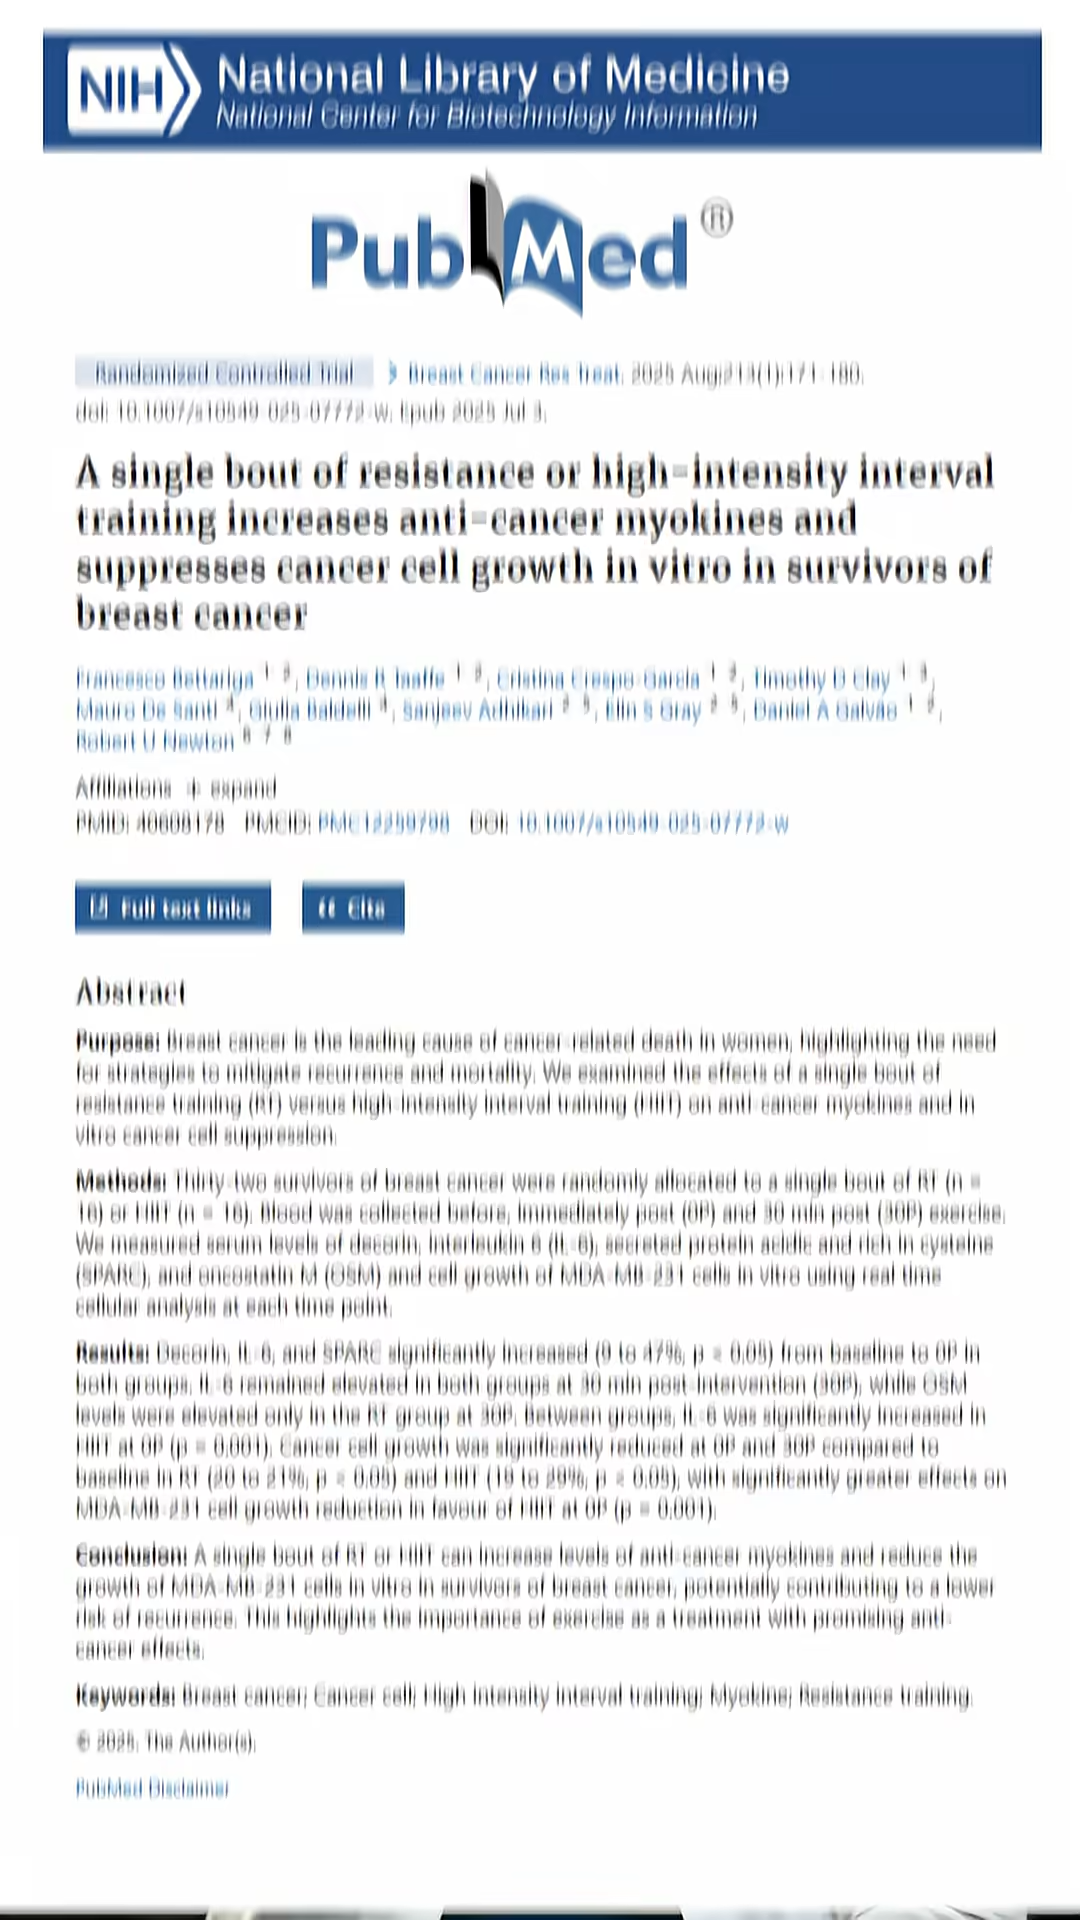 NIH National Library of Medicine
National Center for Biotechnology Information
PubMed®
Randomized Controlled Trial > Breast Cancer Res Treat. 2025 Aug;213(1):171-180.
doi: 10.1007/s10549-025-07772-w. Epub 2025 Jul 3.
A single bout of resistance or high-intensity interval
training increases anti-cancer myokines and
suppresses cancer cell growth in vitro in survivors of
breast cancer
Francesco Bettariga 1 2, Dennis R Taaffe 1 2, Cristina Crespo-Garcia 1 2, Timothy D Clay 1 3,
Mauro De Santi 4, Giulia Baldelli 4, Sanjeev Adhikari 2 5, Elin S Gray 2 5, Daniel A Galvão 1 2,
Robert U Newton 6 7 8
Affiliations + expand
PMID: PMCID: DOI: 10.1007/s10549-025-07772-w
Full text links Cite
Abstract
Purpose: Breast cancer is the leading cause of cancer-related death in women, highlighting the need
for strategies to mitigate recurrence and mortality. We examined the effects of a single bout of
resistance training (RT) versus high-intensity interval training (HIIT) on anti-cancer myokines and in
vitro cancer cell suppression.
Methods: Thirty-two survivors of breast cancer were randomly allocated to a single bout of RT (n =
16) or HIIT (n = 16). Blood was collected before, immediately post (0P) and 30 min post (30P) exercise.
We measured serum levels of decorin, interleukin 6 (IL-6), secreted protein acidic and rich in cysteine
(SPARC), and oncostatin M (OSM) and cell growth of MDA-MB-231 cells in vitro using real time
cellular analysis at each time point.
Results: Decorin, IL-6, and SPARC significantly increased (9 to 47%, p < 0.05) from baseline to 0P in
both groups. IL-6 remained elevated in both groups at 30 min post-intervention (30P), while OSM
levels were elevated only in the RT group at 30P. Between groups, IL-6 was significantly increased in
HIIT at 0P (p = 0.001). Cancer cell growth was significantly reduced at 0P and 30P compared to
baseline in RT (20 to 21%, p < 0.05) and HIIT (19 to 29%, p < 0.05), with significantly greater effects on
MDA-MB-231 cell growth reduction in favour of HIIT at 0P (p = 0.001).
Conclusion: A single bout of RT or HIIT can increase levels of anti-cancer myokines and reduce the
growth of MDA-MB-231 cells in vitro in survivors of breast cancer, potentially contributing to a lower
risk of recurrence. This highlights the importance of exercise as a treatment with promising anti-
cancer effects.
Keywords: Breast cancer; Cancer cell; High intensity interval training; Myokine; Resistance training.
© 2025. The Author(s).
PubMed Disclaimer